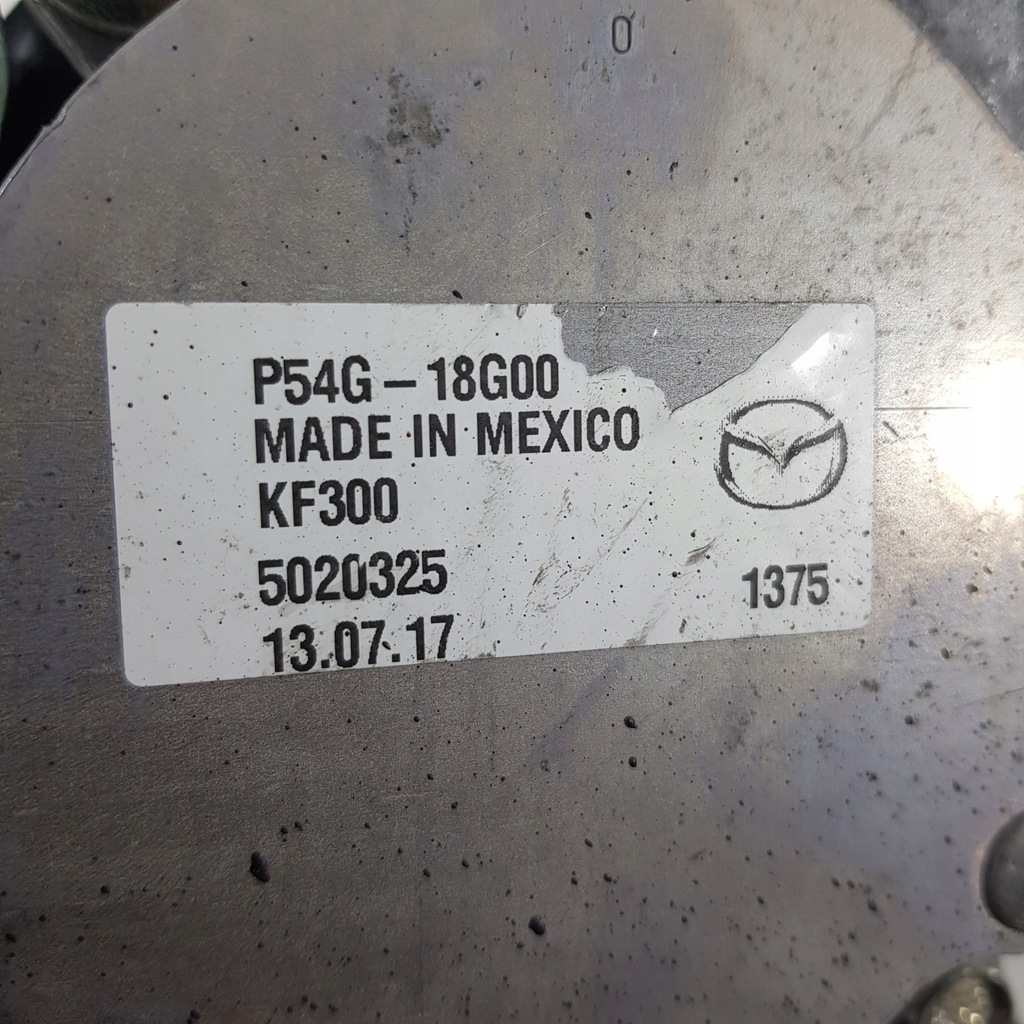 0
P54G – 18G00
MADE IN MEXICO
KF300
5020325
1375
13.07.17